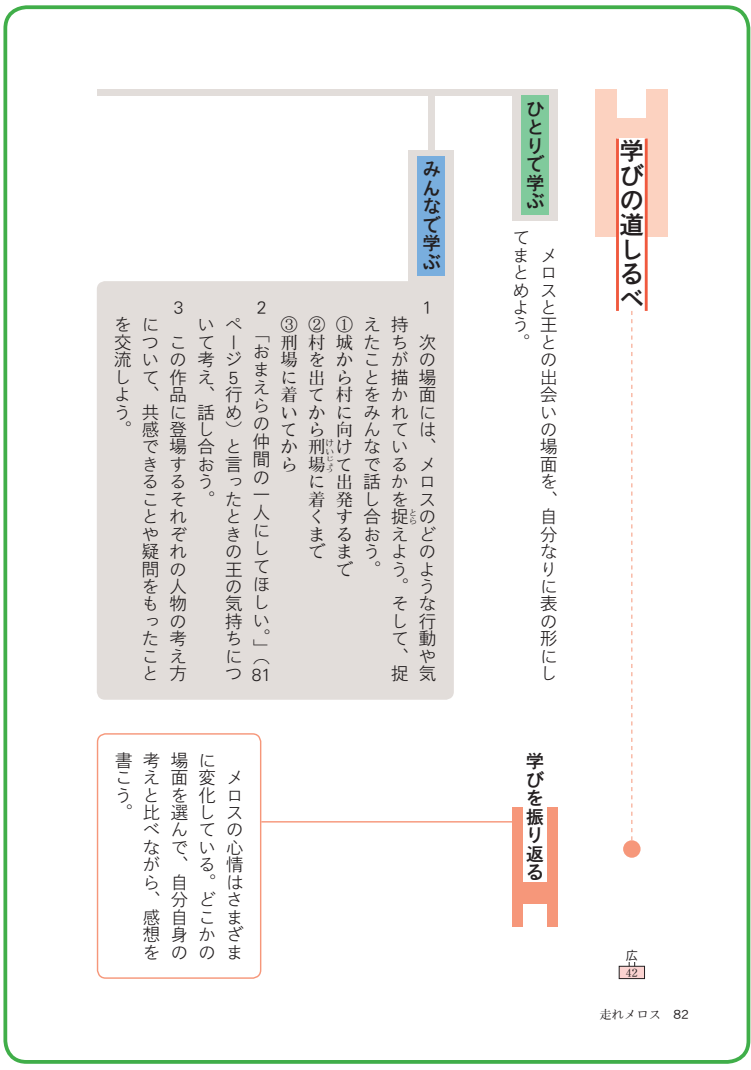 学びの道しるべ
ひとりで学ぶ
メロスと王との出会いの場面を、自分なりに表の形にし
てまとめよう。
みんなで学ぶ
1 次の場面には、メロスのどのような行動や気
持ちが描かれているかを捉えよう。そして、捉
とら
えたことをみんなで話し合おう。
①城から村に向けて出発するまで
②村を出てから刑場に着くまで
けいじょう
③刑場に着いてから
2 「おまえらの仲間の一人にしてほしい。」（81
ページ5行め）と言ったときの王の気持ちにつ
いて考え、話し合おう。
3 この作品に登場するそれぞれの人物の考え方
について、共感できることや疑問をもったこと
を交流しよう。
学びを振り返る
メロスの心情はさまざま
に変化している。どこかの
場面を選んで、自分自身の
考えと比べながら、感想を
書こう。
広
42
走れメロス 82